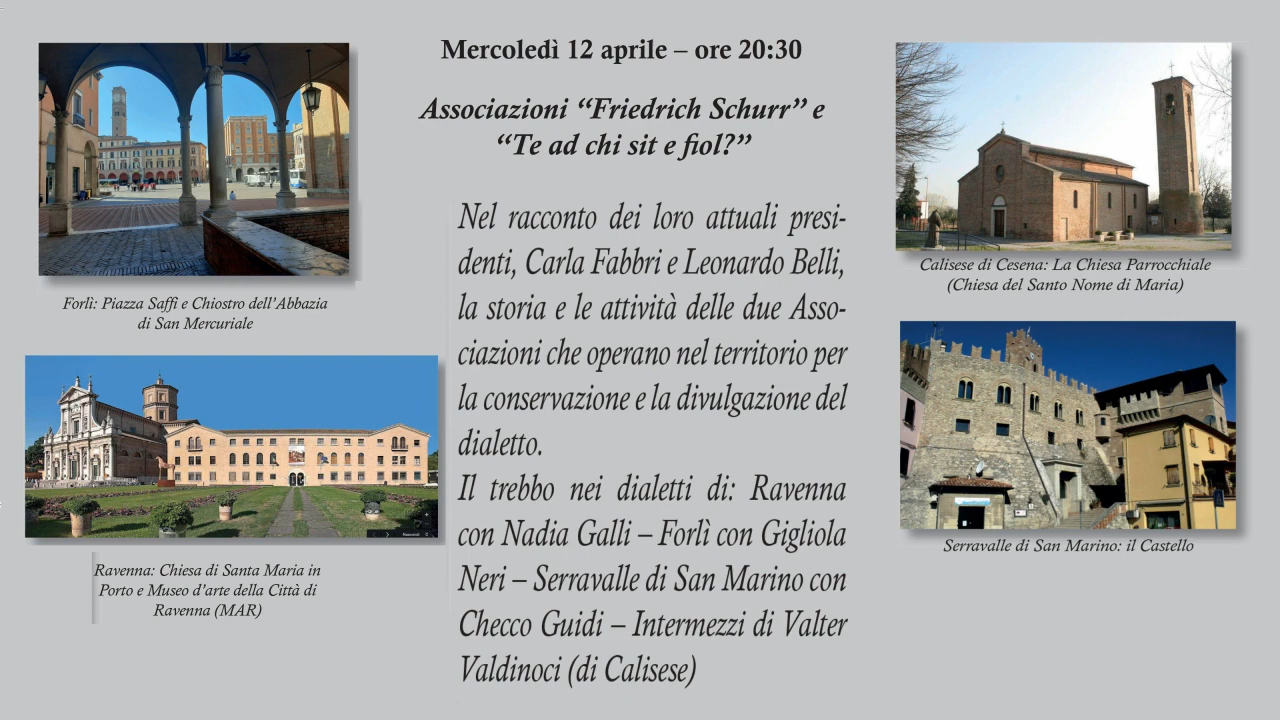 Mercoledì 12 aprile – ore 20:30
Associazioni “Friedrich Schurr” e
“Te ad chi sit e fiol?”
Nel racconto dei loro attuali presi-
denti, Carla Fabbri e Leonardo Belli,
la storia e le attività delle due Asso-
ciazioni che operano nel territorio per
la conservazione e la divulgazione del
dialetto.
Il trebbo nei dialetti di: Ravenna
con Nadia Galli – Forlì con Gigliola
Neri – Serravalle di San Marino con
Checco Guidi – Intermezzi di Valter
Valdinoci (di Calisese)
Forlì: Piazza Saffi e Chiostro dell’Abbazia
di San Mercuriale
Ravenna: Chiesa di Santa Maria in
Porto e Museo d’arte della Città di
Ravenna (MAR)
Calisese di Cesena: La Chiesa Parrocchiale
(Chiesa del Santo Nome di Maria)
Serravalle di San Marino: il Castello